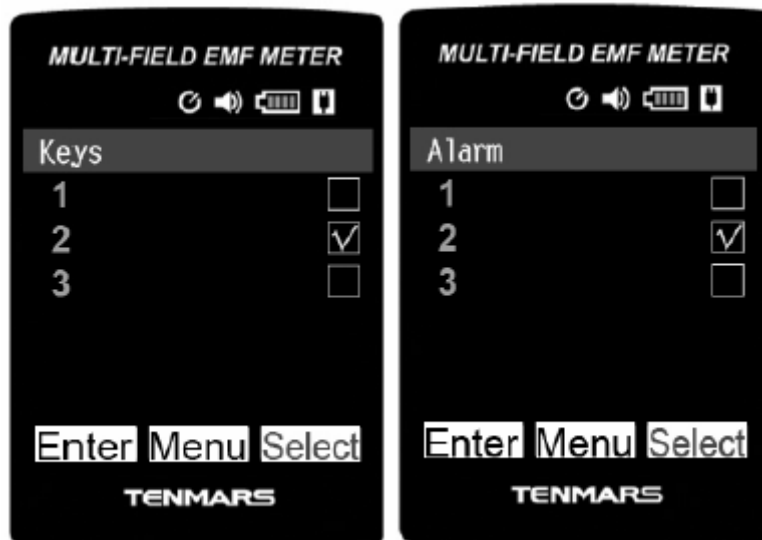 MULTI-FIELD EMF METER
Keys
1
2
3
Enter Menu Select
TENMARS
MULTI-FIELD EMF METER
Alarm
1
2
3
Enter Menu Select
TENMARS